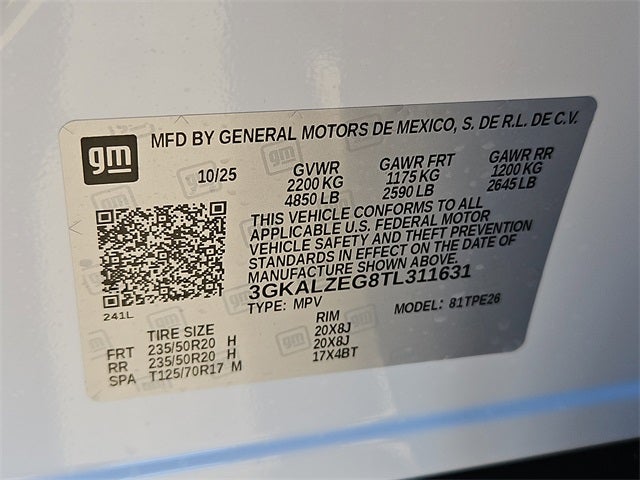 gm
MFD BY GENERAL MOTORS DE MEXICO, S. DE R.L. DE C.V.
10/25
GVWR
2200 KG
4850 LB
GAWR FRT
1175 KG
2590 LB
GAWR RR
1200 KG
2645 LB
THIS VEHICLE CONFORMS TO ALL
APPLICABLE U.S. FEDERAL MOTOR
VEHICLE SAFETY AND THEFT PREVENTION
STANDARDS IN EFFECT ON THE DATE OF
MANUFACTURE SHOWN ABOVE.
3GKALZEG8TL311631
TYPE: MPV
MODEL: 81TPE26
241L
TIRE SIZE RIM
FRT 235/50R20 H 20X8J
RR 235/50R20 H 20X8J
SPA T125/70R17 M 17X4BT